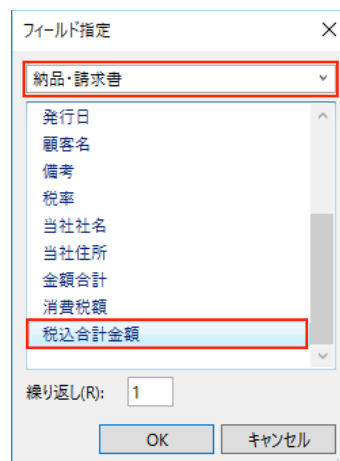 フィールド指定
納品・請求書
発行日
顧客名
備考
税率
当社社名
当社住所
金額合計
消費税額
税込合計金額
繰り返し(R): 1
OK キャンセル